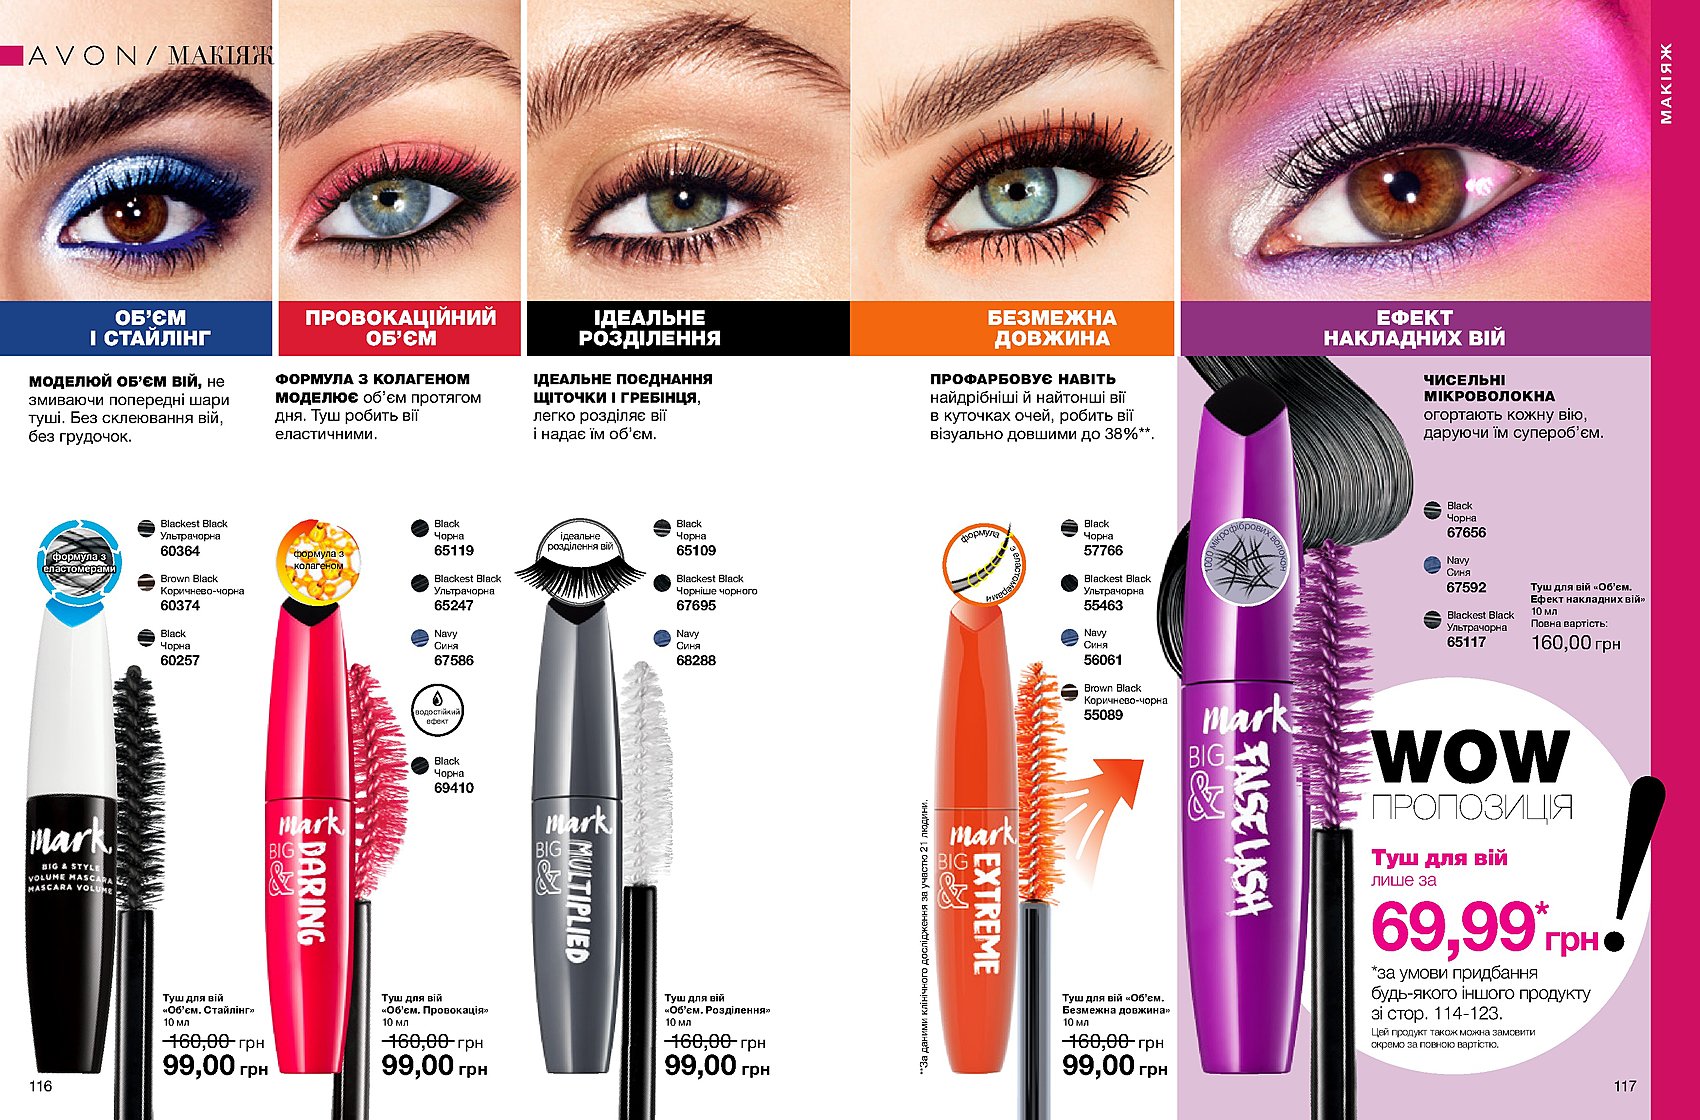 AVON / МАКІЯЖ
МАКІЯЖ
ОБ'ЄМ
І СТАЙЛІНГ
МОДЕЛЮЙ ОБ'ЄМ ВІЙ, не
змиваючи попередні шари
туші. Без склеювання вій,
без грудочок.
формула з
еластомерами
Blackest Black
Ультрачорна
60364
Brown Black
Коричнево-чорна
60374
Black
Чорна
60257
mark.
BIG & STYLE
VOLUME MASCARA
MASCARA VOLUME
Туш для вій
«Об'єм. Стайлінг»
10 мл
160,00 грн
99,00 грн
116
ПРОВОКАЦІЙНИЙ
ОБ'ЄМ
ФОРМУЛА З КОЛАГЕНОМ
МОДЕЛЮЄ об'єм протягом
дня. Туш робить вії
еластичними.
формула з
колагеном
Black
Чорна
65119
Blackest Black
Ультрачорна
65247
Navy
Синя
67586
водостійкий
ефект
Black
Чорна
69410
mark.
BIG
&
DARING
Туш для вій
«Об'єм. Провокація»
10 мл
160,00 грн
99,00 грн
ІДЕАЛЬНЕ
РОЗДІЛЕННЯ
ІДЕАЛЬНЕ ПОЄДНАННЯ
ЩІТОЧКИ І ГРЕБІНЦЯ,
легко розділяє вії
і надає їм об'єм.
ідеальне
розділення вій
Black
Чорна
65109
Blackest Black
Чорніше чорного
67695
Navy
Синя
68288
mark.
BIG
&
MULTIPLIED
Туш для вій
«Об'єм. Розділення»
10 мл
160,00 грн
99,00 грн
БЕЗМЕЖНА
ДОВЖИНА
ПРОФАРБОВУЄ НАВІТЬ
найдрібніші й найтонші вії
в куточках очей, робить вії
візуально довшими до 38%**.
формула
з еластомерами
Black
Чорна
57766
Blackest Black
Ультрачорна
55463
Navy
Синя
56061
Brown Black
Коричнево-чорна
55089
mark.
BIG
&
EXTREME
**За даними клінічного дослідження за участю 21 людини.
Туш для вій «Об'єм.
Безмежна довжина»
10 мл
160,00 грн
99,00 грн
ЕФЕКТ
НАКЛАДНИХ ВІЙ
ЧИСЕЛЬНІ
МІКРОВОЛОКНА
огортають кожну вію,
даруючи їм супероб'єм.
1000 мікрофібрових волокон
Black
Чорна
67656
Navy
Синя
67592
Blackest Black
Ультрачорна
65117
Туш для вій «Об'єм.
Ефект накладних вій»
10 мл
Повна вартість:
160,00 грн
mark.
BIG
&
FALSE LASH
WOW
ПРОПОЗИЦІЯ
!
Туш для вій
лише за
69,99* грн
*за умови придбання
будь-якого іншого продукту
зі стор. 114-123.
Цей продукт також можна замовити
окремо за повною вартістю.
117